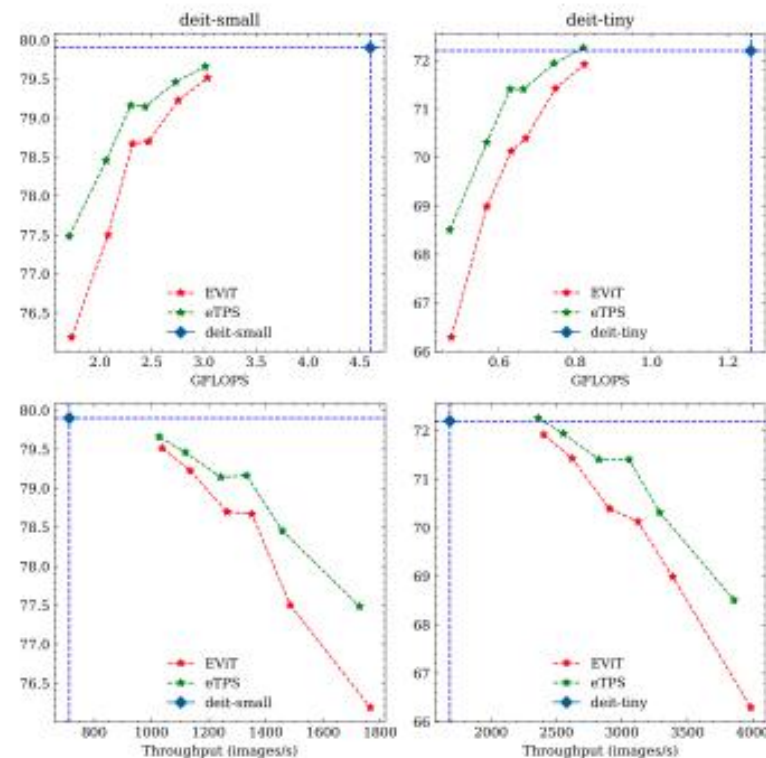 deit-small
deit-tiny
80.0
79.5
79.0
78.5
78.0
77.5
77.0
76.5
2.0 2.5 3.0 3.5 4.0 4.5
GFLOPS
EViT
eTPS
deit-small
72
71
70
69
68
67
66
0.6 0.8 1.0 1.2
GFLOPS
EViT
eTPS
deit-tiny
80.0
79.5
79.0
78.5
78.0
77.5
77.0
76.5
800 1000 1200 1400 1600 1800
Throughput (images/s)
EViT
eTPS
deit-small
72
71
70
69
68
67
66
2000 2500 3000 3500 4000
Throughput (images/s)
EViT
eTPS
deit-tiny